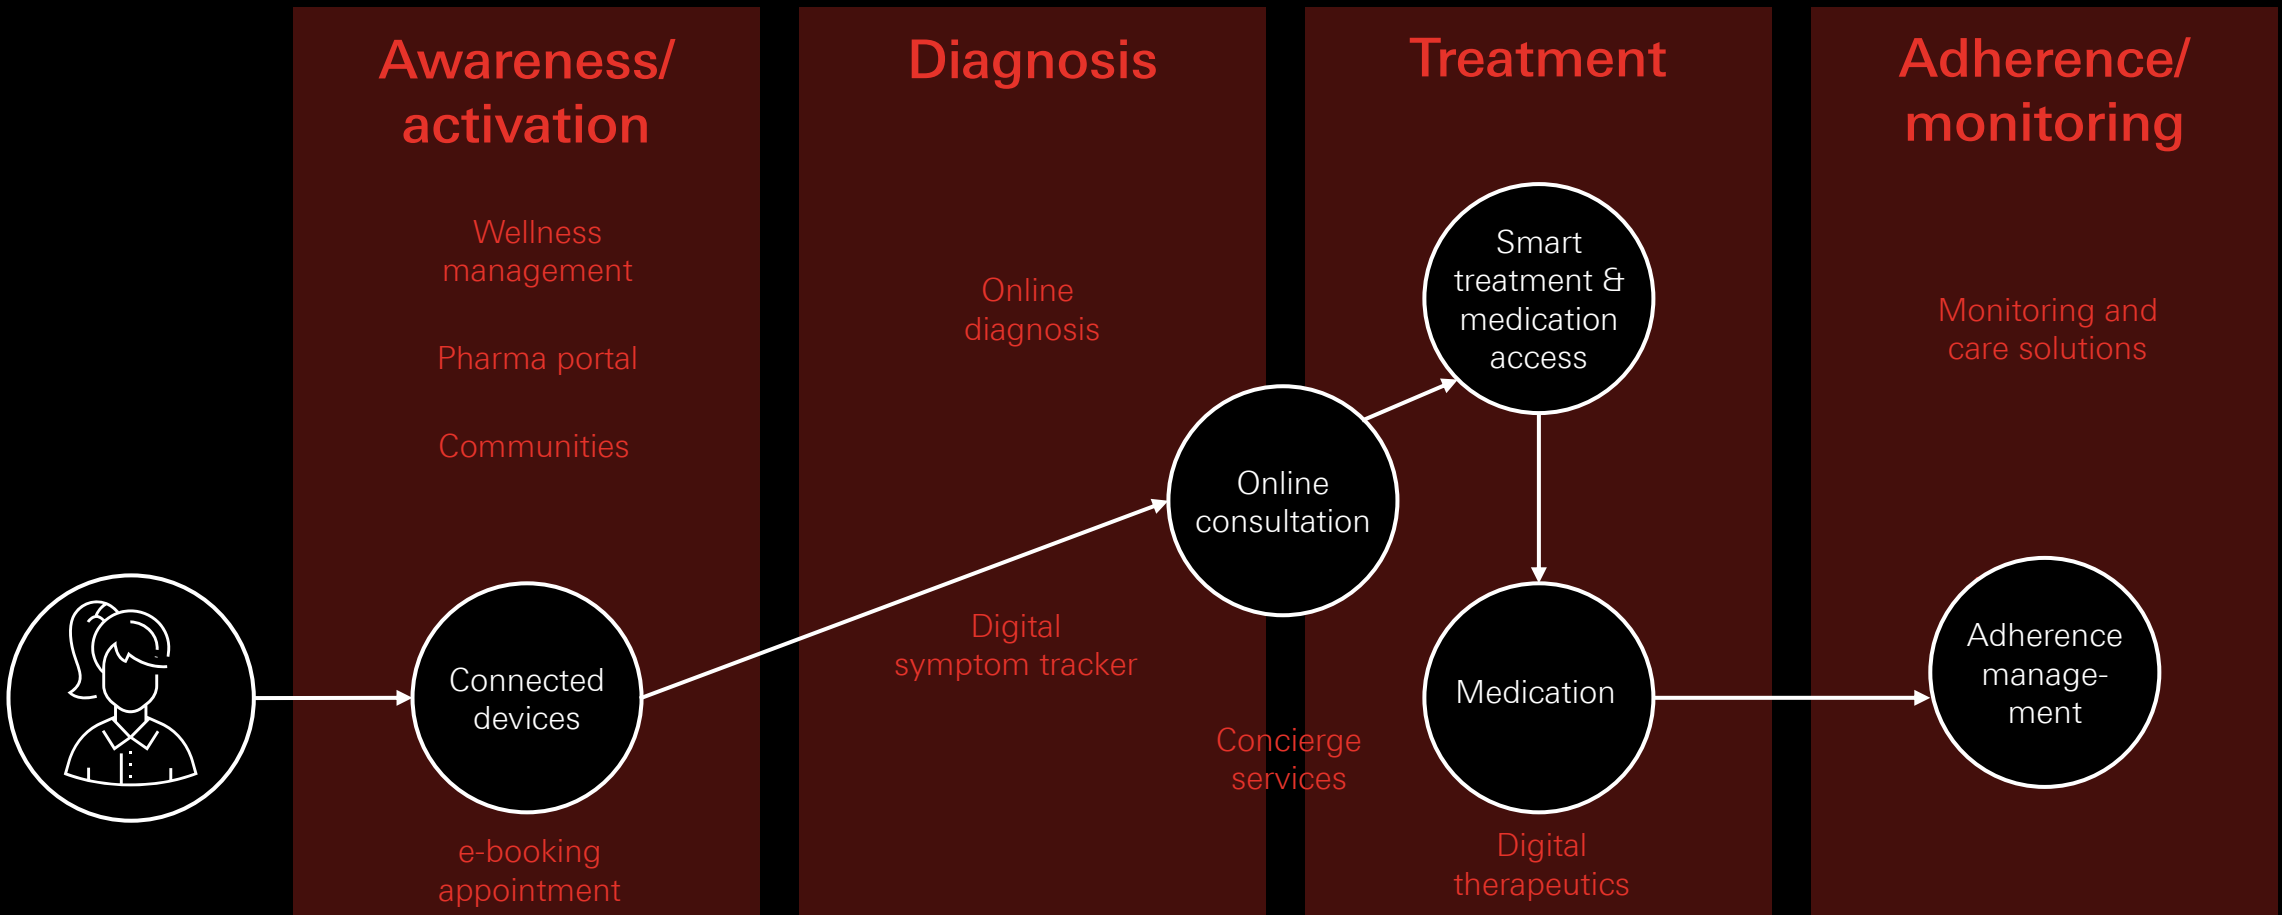 Awareness/
activation
Wellness
management
Pharma portal
Communities
Connected
devices
e-booking
appointment
Diagnosis
Online
diagnosis
Online
consultation
Digital
symptom tracker
Concierge
services
Treatment
Smart
treatment &
medication
access
Medication
Digital
therapeutics
Adherence/
monitoring
Monitoring and
care solutions
Adherence
manage-
ment